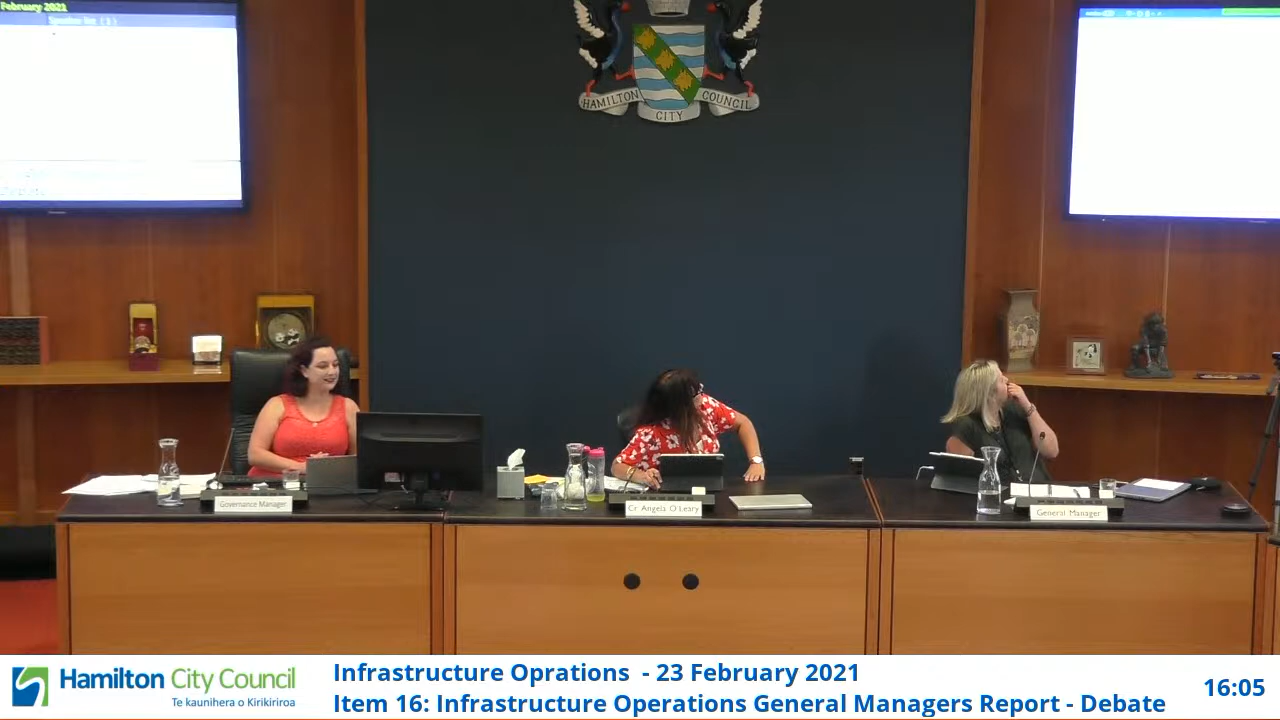 February 2021
HAMILTON
CITY
COUNCIL
Governance Manager
Cr Angela O'Leary
General Manager
Hamilton City Council
Te kaunihera o Kirikiriroa
Infrastructure Oprations - 23 February 2021
Item 16: Infrastructure Operations General Managers Report - Debate
16:05